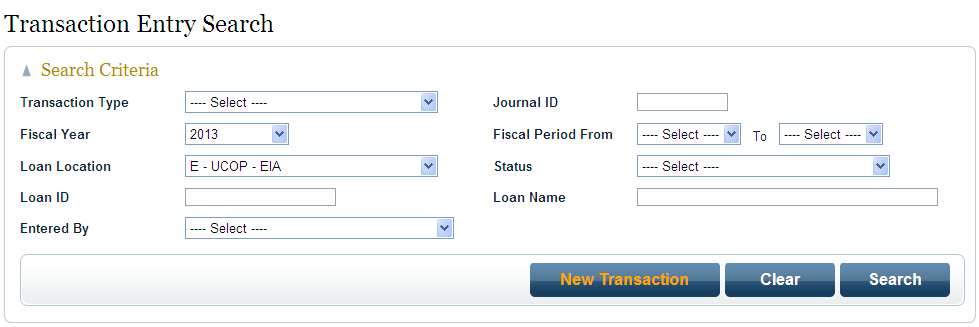 Transaction Entry Search
Search Criteria
Transaction Type ---- Select ---- Journal ID
Fiscal Year 2013 Fiscal Period From ---- Select ---- To ---- Select ----
Loan Location E - UCOP - EIA Status ---- Select ----
Loan ID Loan Name
Entered By ---- Select ----
New Transaction Clear Search